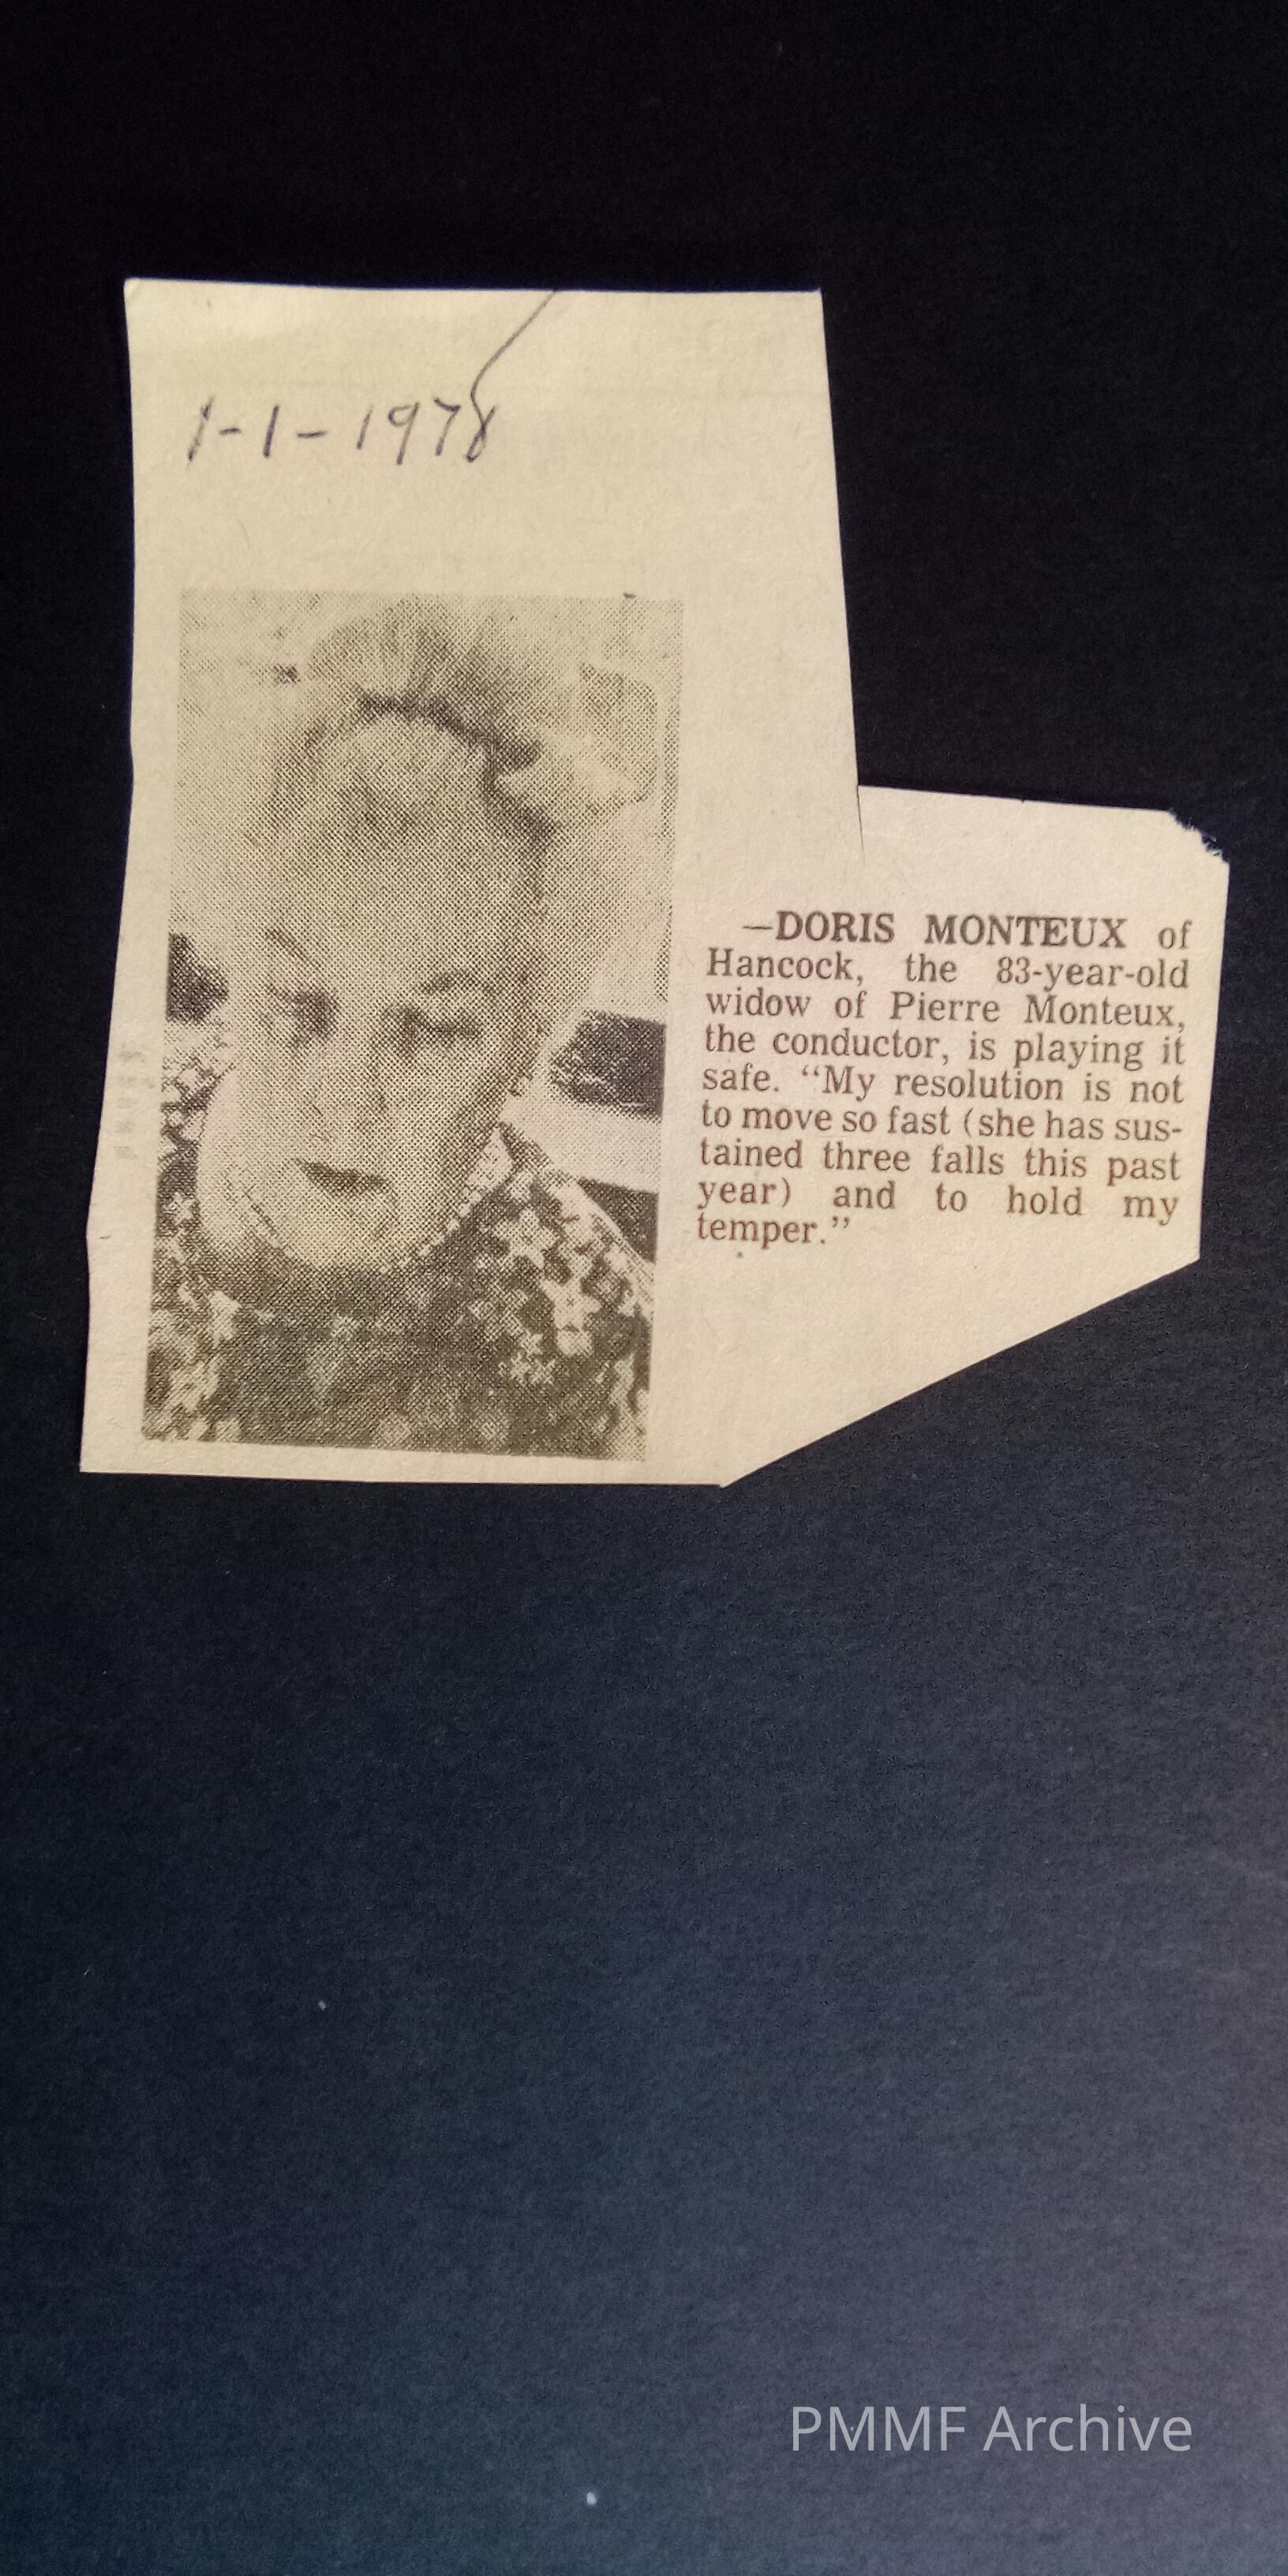 1-1-1978
—DORIS MONTEUX of
Hancock, the 83-year-old
widow of Pierre Monteux,
the conductor, is playing it
safe. “My resolution is not
to move so fast (she has sus-
tained three falls this past
year) and to hold my
temper.”
PMMF Archive